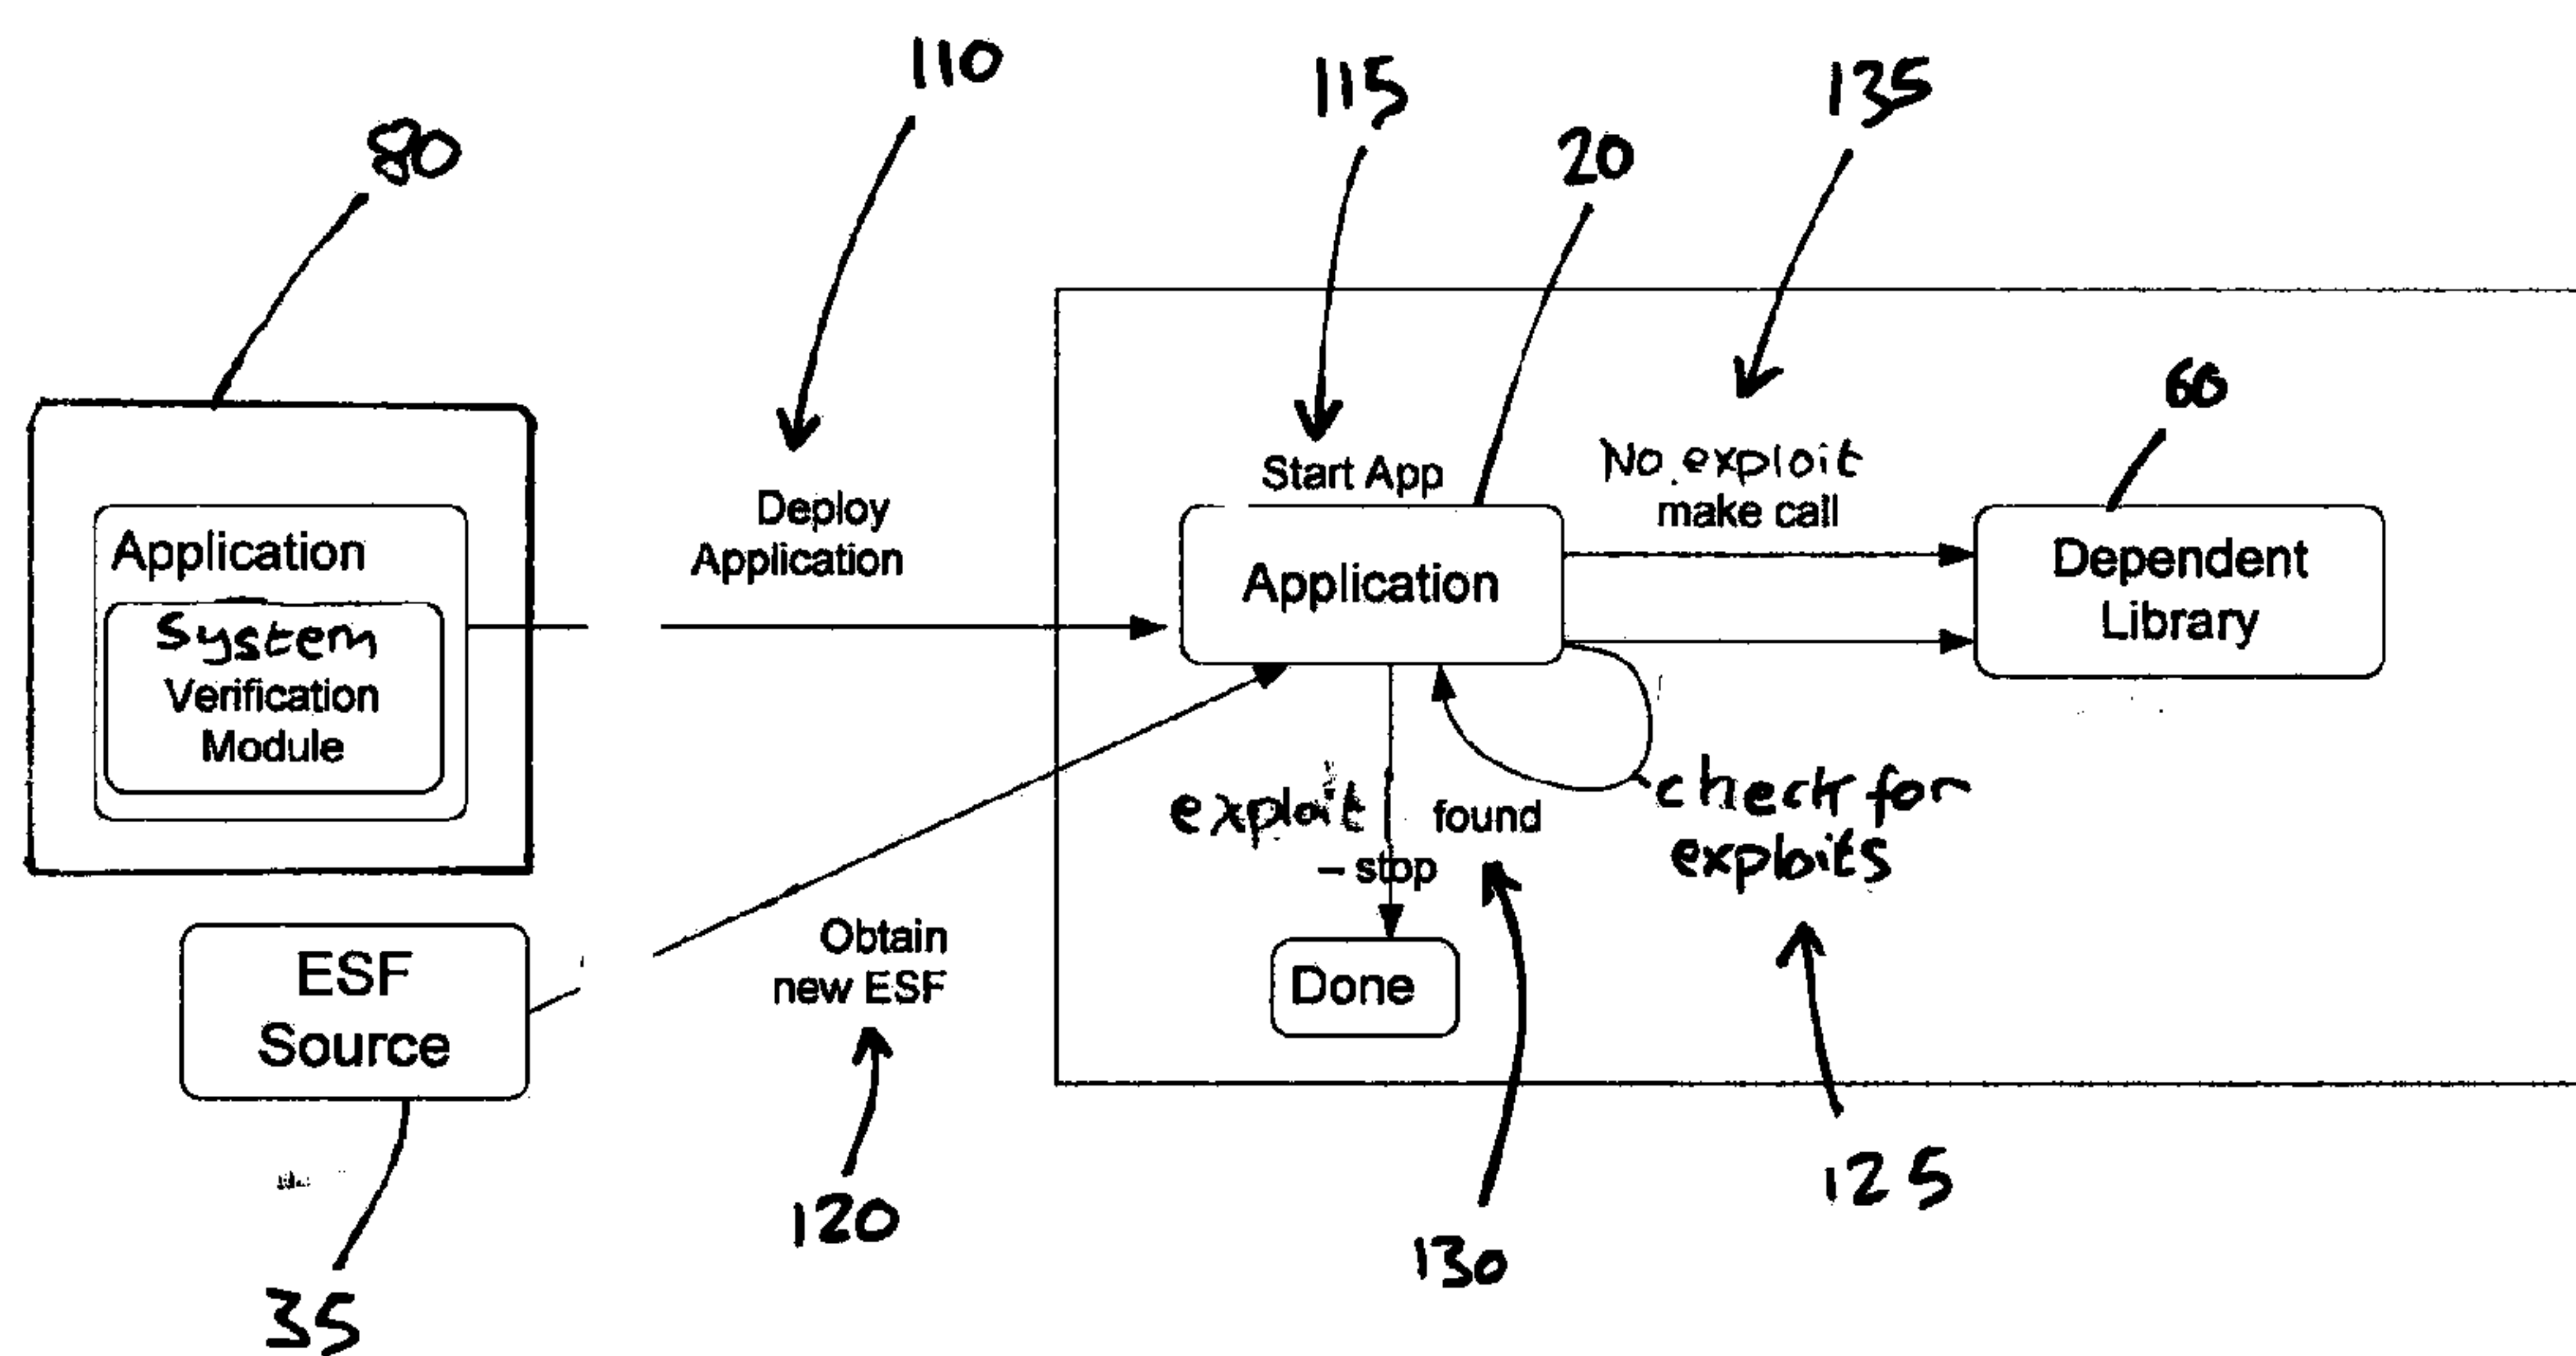 110
115
135
80
20
60
No exploit
Start App
make call
Deploy
Application
Application
System
Verification
Module
Application
Dependent
Library
exploit
found
– stop
check for
exploits
Obtain
new ESF
ESF
Source
Done
120
130
125
35